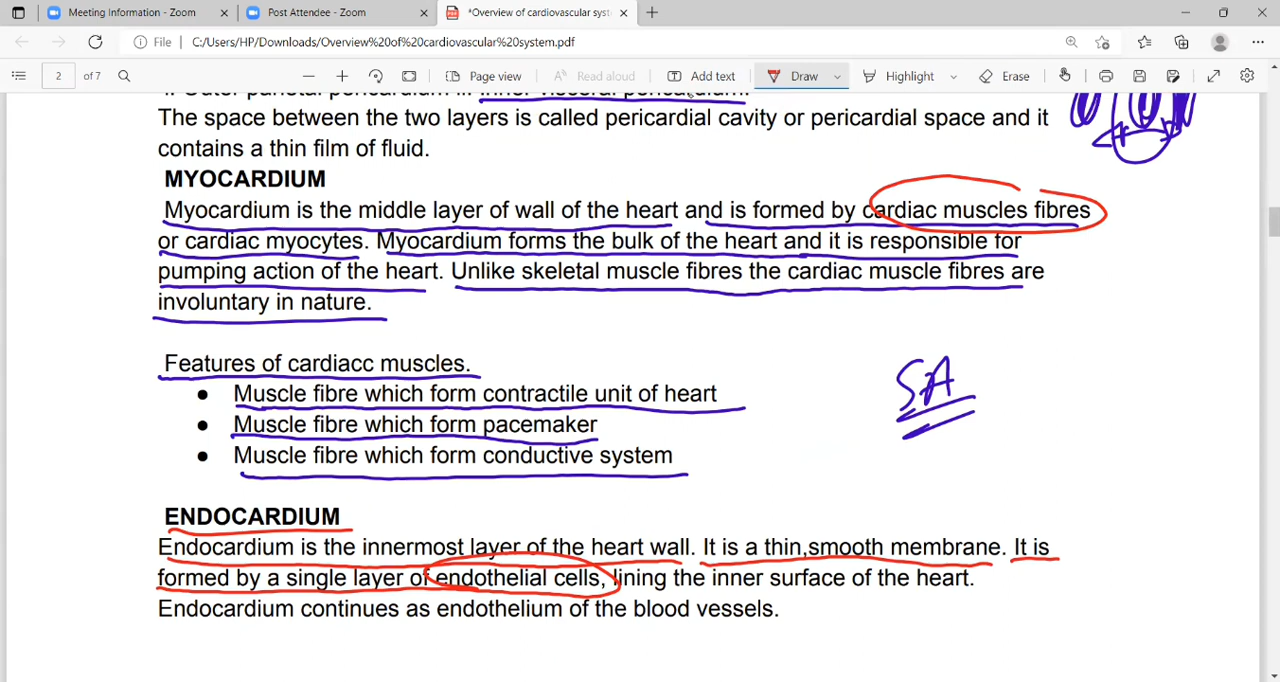 Meeting Information - Zoom
Post Attendee - Zoom
*Overview of cardiovascular syst
File
C:/Users/HP/Downloads/Overview%20of%20cardiovascular%20system.pdf
2 of 7
Page view
Read aloud
Add text
Draw
Highlight
Erase
i. Outer parietal pericardium ii. Inner visceral pericardium.
The space between the two layers is called pericardial cavity or pericardial space and it
contains a thin film of fluid.
MYOCARDIUM
Myocardium is the middle layer of wall of the heart and is formed by cardiac muscles fibres
or cardiac myocytes. Myocardium forms the bulk of the heart and it is responsible for
pumping action of the heart. Unlike skeletal muscle fibres the cardiac muscle fibres are
involuntary in nature.
Features of cardiacc muscles.
● Muscle fibre which form contractile unit of heart
SA
● Muscle fibre which form pacemaker
● Muscle fibre which form conductive system
ENDOCARDIUM
Endocardium is the innermost layer of the heart wall. It is a thin,smooth membrane. It is
formed by a single layer of endothelial cells, lining the inner surface of the heart.
Endocardium continues as endothelium of the blood vessels.